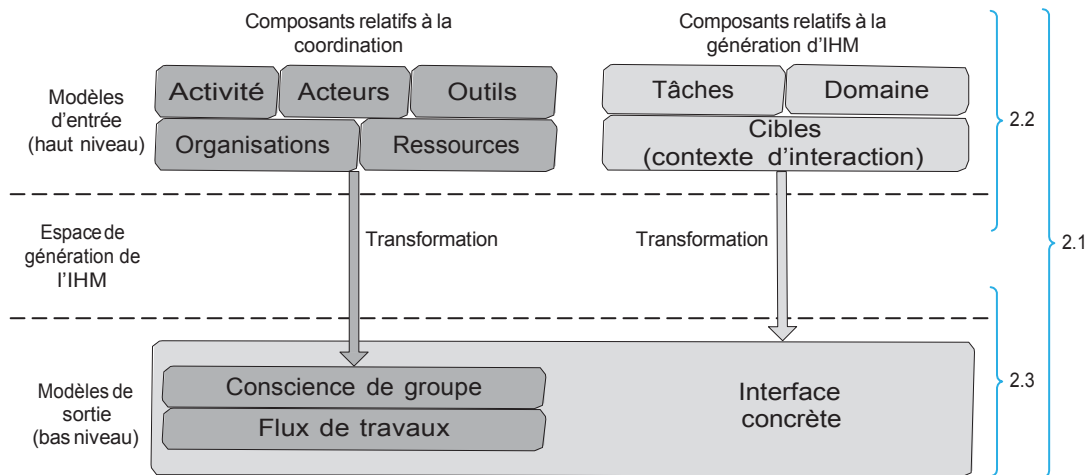 Composants relatifs à la
coordination
Composants relatifs à la
génération d'IHM
Modèles
d'entrée
(haut niveau)
Activité
Acteurs
Outils
Organisations
Ressources
Tâches
Domaine
Cibles
(contexte d'interaction)
2.2
Espace de
génération de
l'IHM
Transformation
Transformation
2.1
Modèles de
sortie
(bas niveau)
Conscience de groupe
Flux de travaux
Interface
concrète
2.3